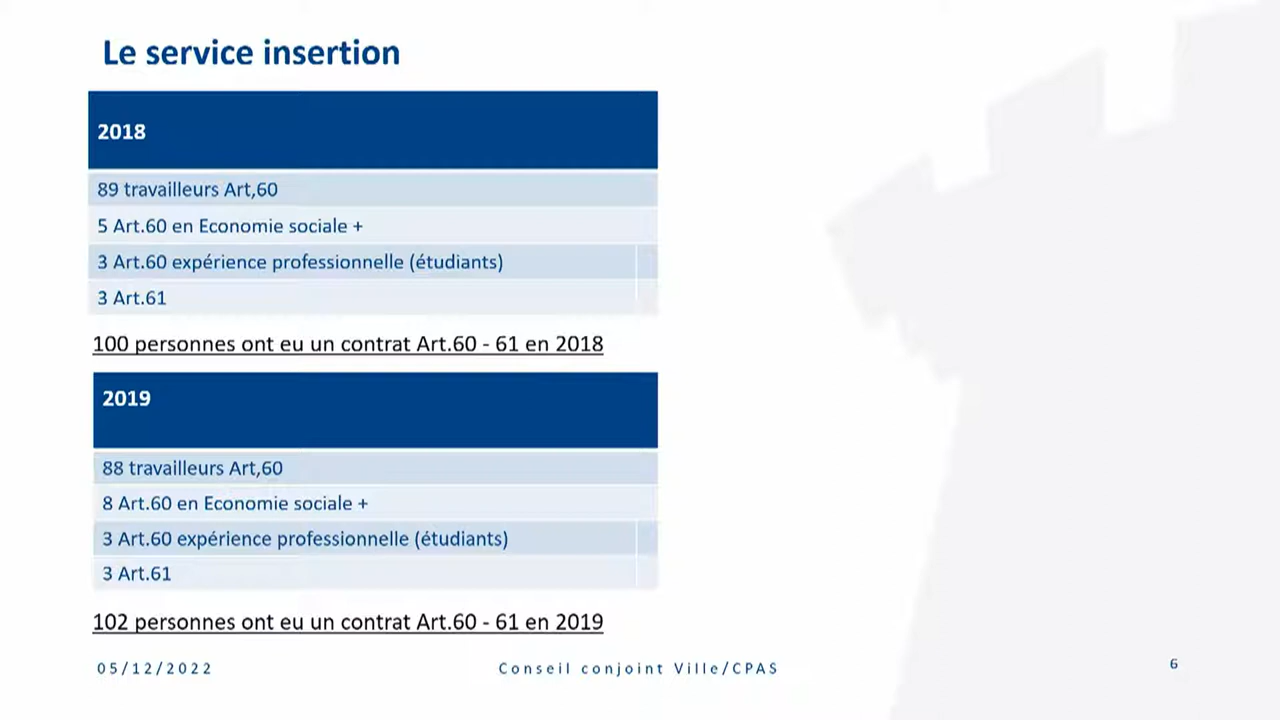 Le service insertion
2018
89 travailleurs Art,60
5 Art.60 en Economie sociale +
3 Art.60 expérience professionnelle (étudiants)
3 Art.61
100 personnes ont eu un contrat Art.60 - 61 en 2018
2019
88 travailleurs Art,60
8 Art.60 en Economie sociale +
3 Art.60 expérience professionnelle (étudiants)
3 Art.61
102 personnes ont eu un contrat Art.60 - 61 en 2019
05/12/2022 Conseil conjoint Ville/CPAS 6